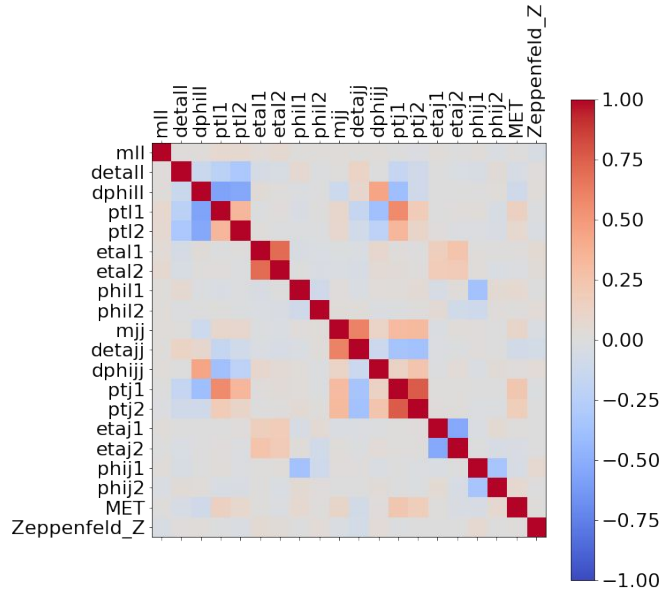 mll
detall
dphill
ptl1
ptl2
etal1
etal2
phil1
phil2
mjj
detajj
dphijj
ptj1
ptj2
etaj1
etaj2
phij1
phij2
MET
Zeppenfeld_Z
mll
detall
dphill
ptl1
ptl2
etal1
etal2
phil1
phil2
mjj
detajj
dphijj
ptj1
ptj2
etaj1
etaj2
phij1
phij2
MET
Zeppenfeld_Z
1.00
0.75
0.50
0.25
0.00
−0.25
−0.50
−0.75
−1.00